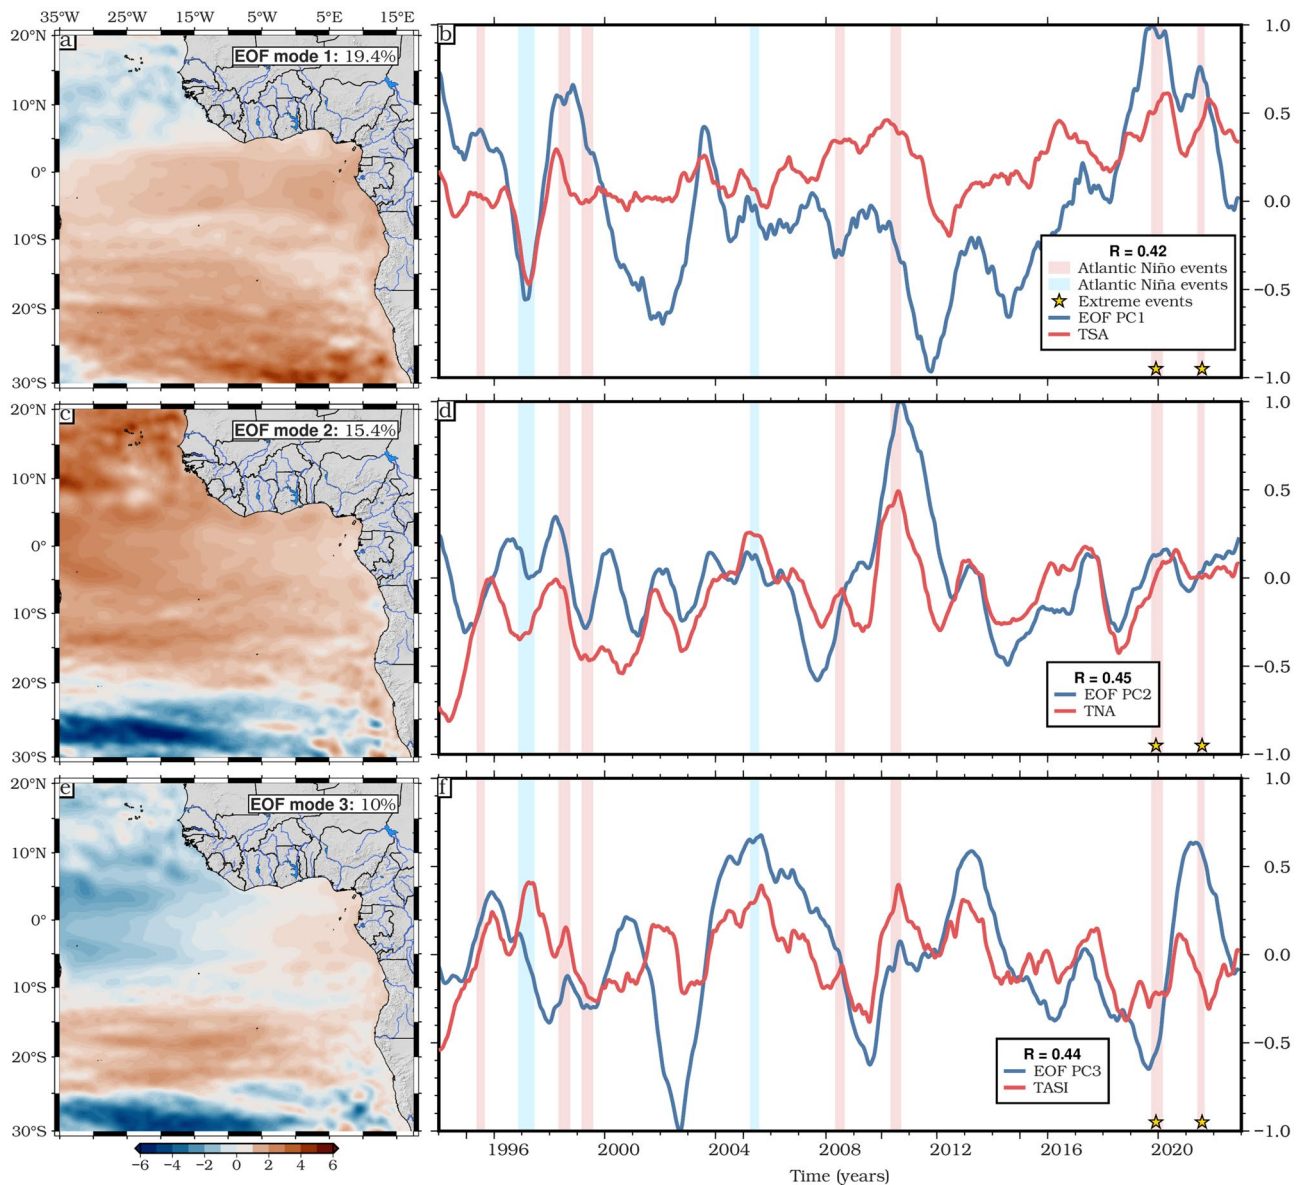 35°W 25°W 15°W 5°W 5°E 15°E
20°N
10°N
0°
10°S
20°S
30°S
a
EOF mode 1: 19.4%
b
1.0
0.5
0.0
−0.5
−1.0
R = 0.42
Atlantic Niño events
Atlantic Niña events
Extreme events
EOF PC1
TSA
20°N
10°N
0°
10°S
20°S
30°S
c
EOF mode 2: 15.4%
d
1.0
0.5
0.0
−0.5
−1.0
R = 0.45
EOF PC2
TNA
20°N
10°N
0°
10°S
20°S
30°S
e
EOF mode 3: 10%
f
1.0
0.5
0.0
−0.5
−1.0
R = 0.44
EOF PC3
TASI
−6 −4 −2 0 2 4 6
1996 2000 2004 2008 2012 2016 2020
Time (years)